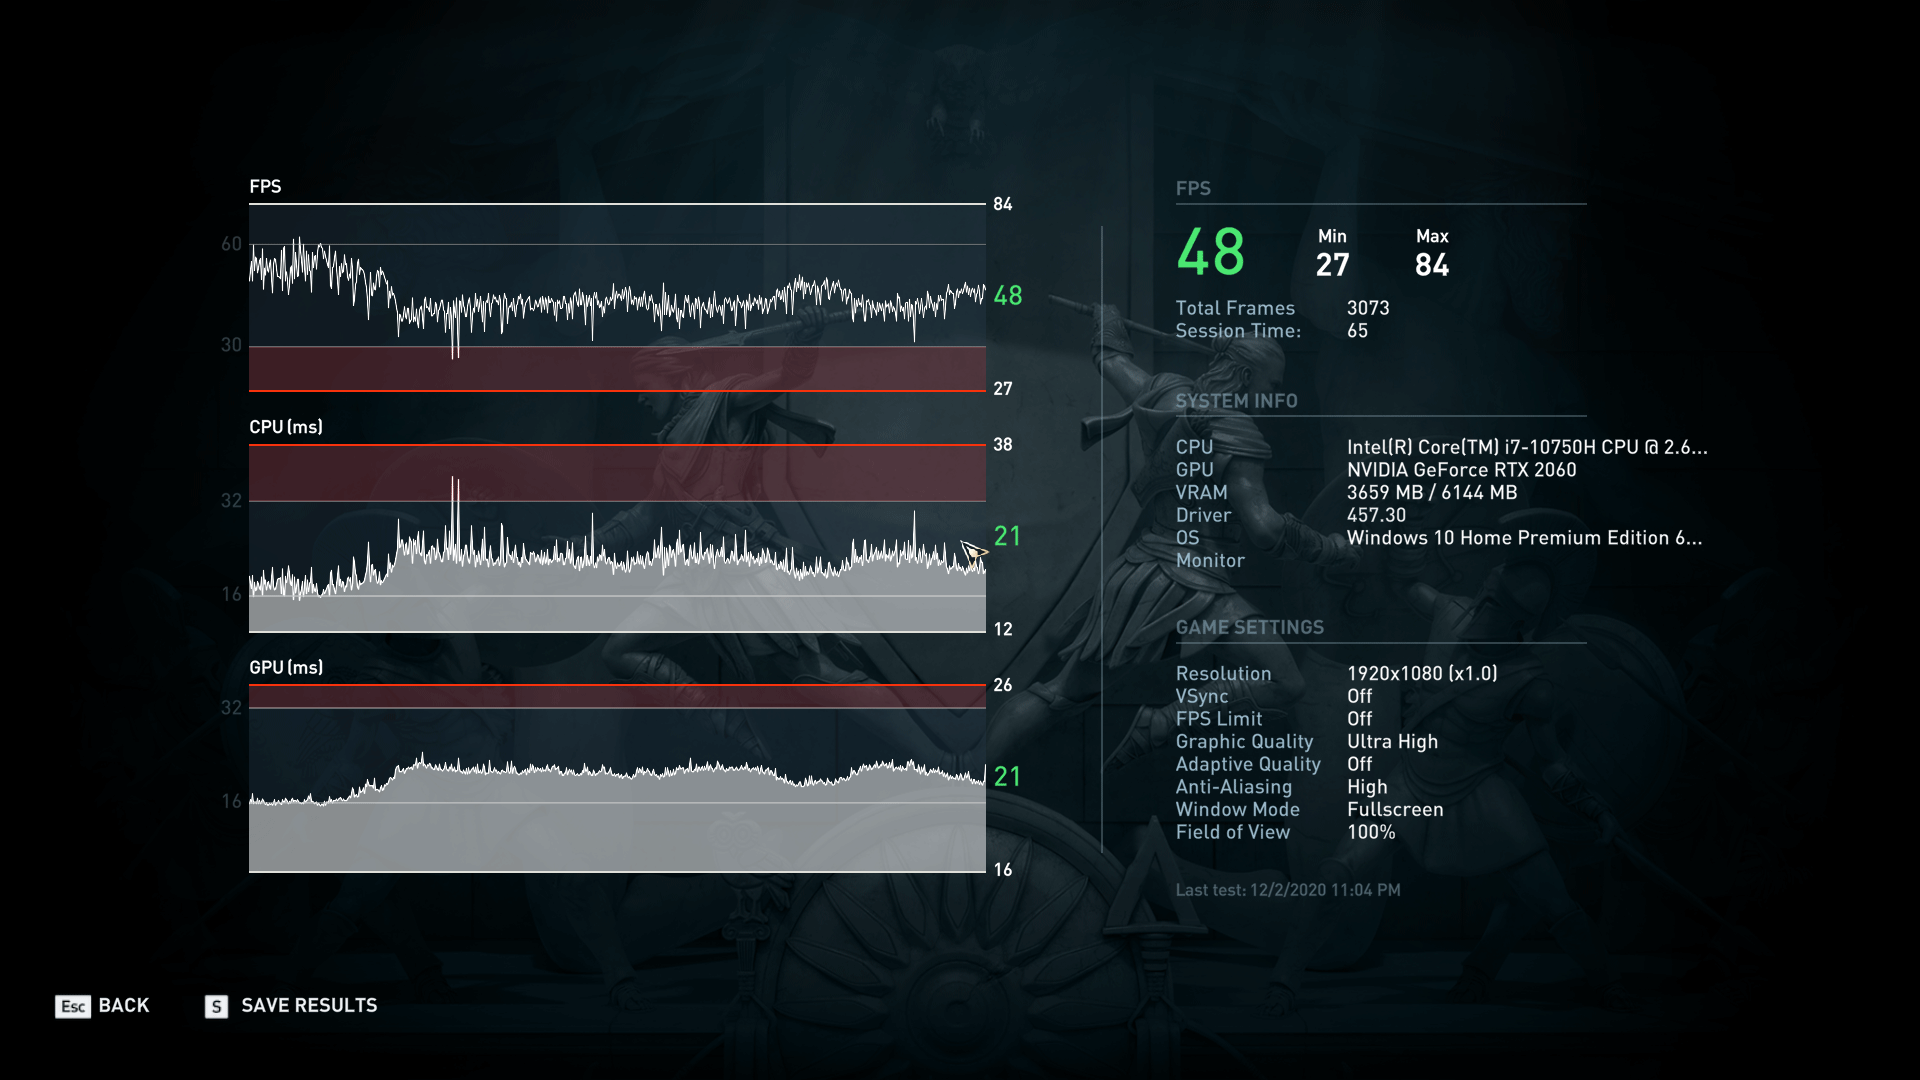 FPS
84
60
48
30
27
CPU (ms)
38
32
21
16
12
GPU (ms)
26
32
21
16
16
FPS
48
Min
27
Max
84
Total Frames 3073
Session Time: 65
SYSTEM INFO
CPU Intel(R) Core(TM) i7-10750H CPU @ 2.6...
GPU NVIDIA GeForce RTX 2060
VRAM 3659 MB / 6144 MB
Driver 457.30
OS Windows 10 Home Premium Edition 6...
Monitor
GAME SETTINGS
Resolution 1920x1080 (x1.0)
VSync Off
FPS Limit Off
Graphic Quality Ultra High
Adaptive Quality Off
Anti-Aliasing High
Window Mode Fullscreen
Field of View 100%
Last test: 12/2/2020 11:04 PM
Esc BACK S SAVE RESULTS